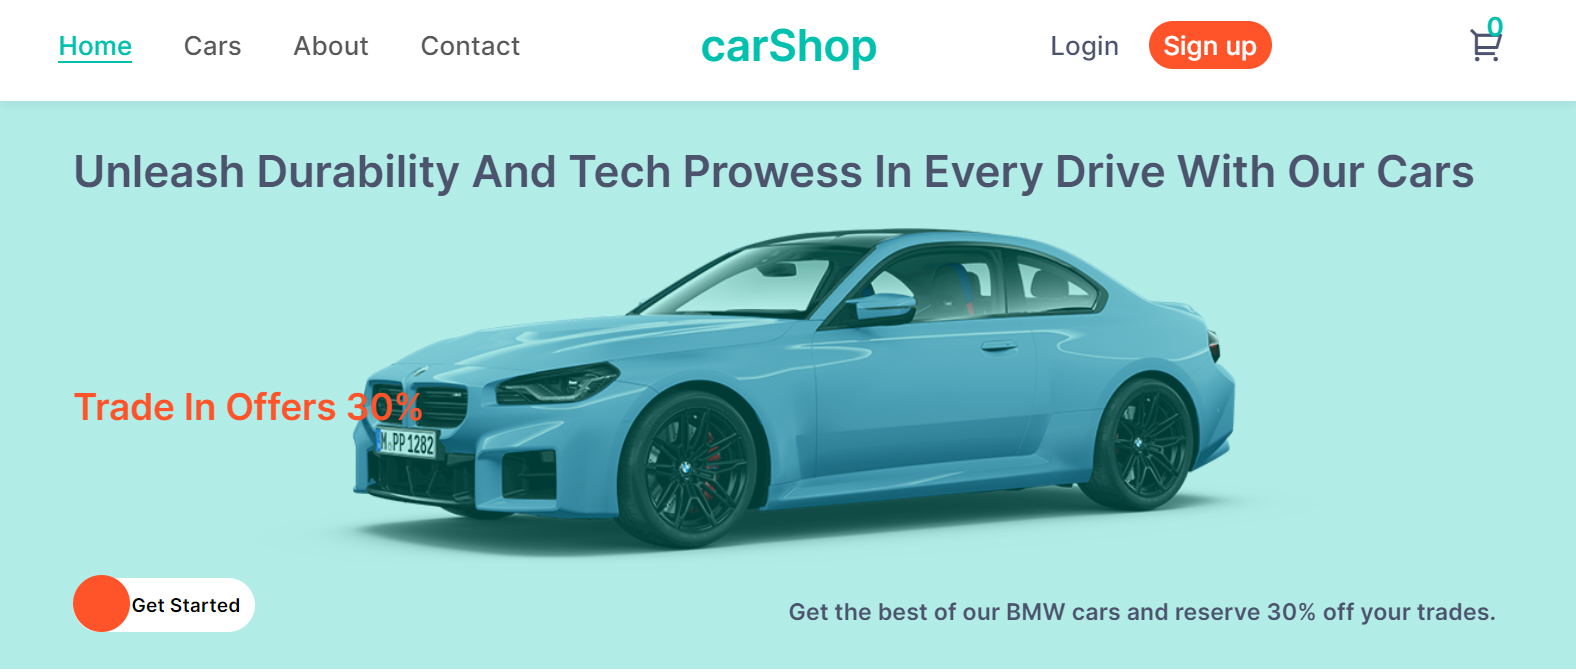 Home Cars About Contact carShop Login Sign up 0
Unleash Durability And Tech Prowess In Every Drive With Our Cars
Trade In Offers 30%
M PP 1282
Get Started
Get the best of our BMW cars and reserve 30% off your trades.